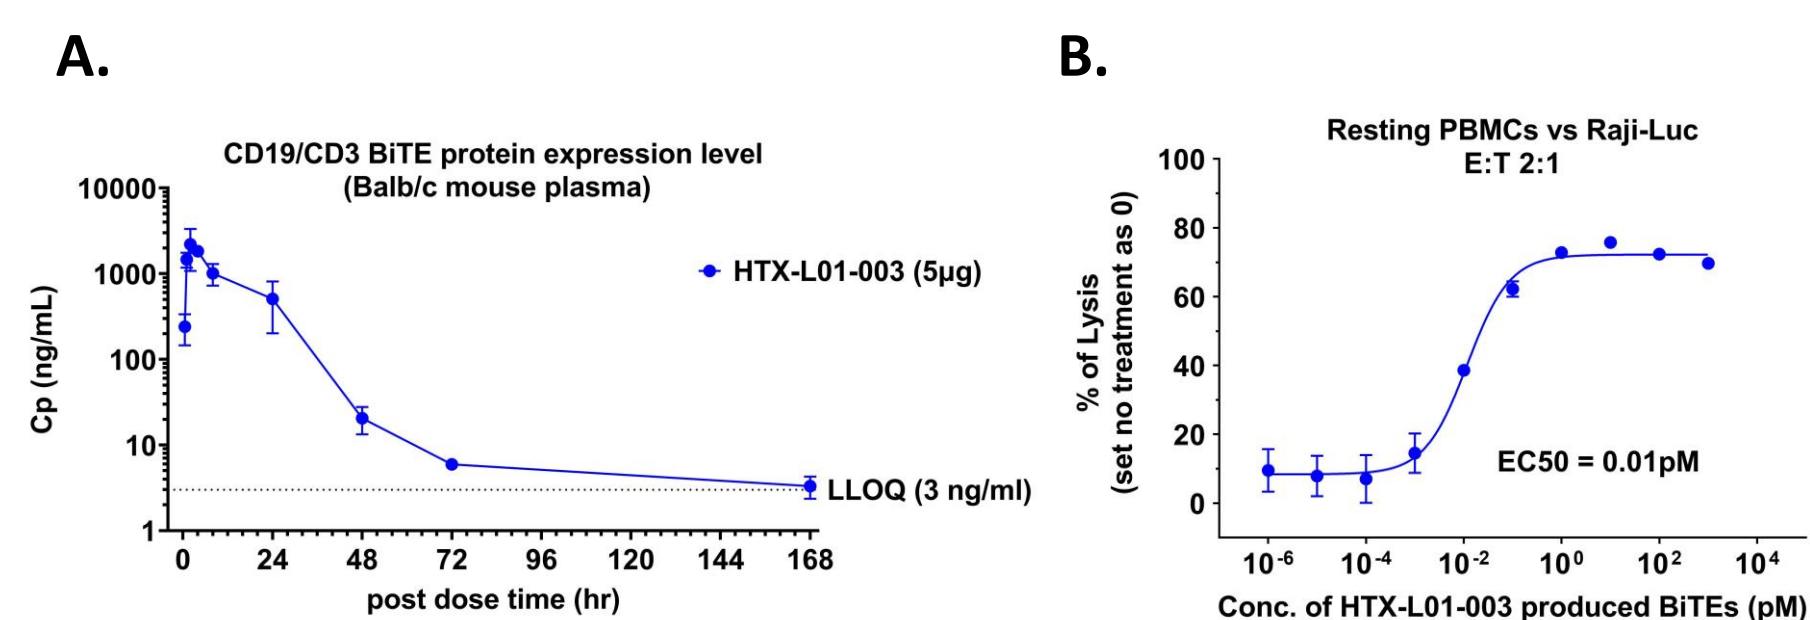 A.
CD19/CD3 BiTE protein expression level
(Balb/c mouse plasma)
Cp (ng/mL)
10000
1000
100
10
1
HTX-L01-003 (5µg)
LLOQ (3 ng/ml)
0 24 48 72 96 120 144 168
post dose time (hr)
B.
Resting PBMCs vs Raji-Luc
E:T 2:1
% of Lysis
(set no treatment as 0)
100
80
60
40
20
0
EC50 = 0.01pM
10⁻⁶ 10⁻⁴ 10⁻² 10⁰ 10² 10⁴
Conc. of HTX-L01-003 produced BiTEs (pM)